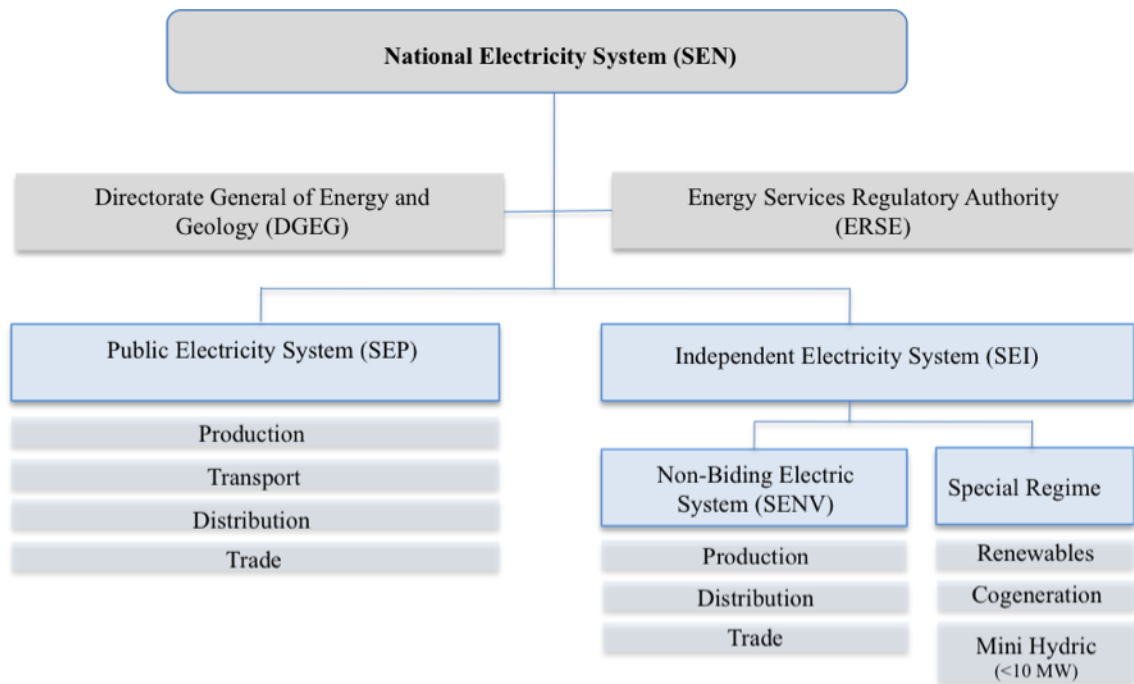 National Electricity System (SEN)
Directorate General of Energy and
Geology (DGEG)
Energy Services Regulatory Authority
(ERSE)
Public Electricity System (SEP)
Production
Transport
Distribution
Trade
Independent Electricity System (SEI)
Non-Biding Electric
System (SENV)
Production
Distribution
Trade
Special Regime
Renewables
Cogeneration
Mini Hydric
(<10 MW)